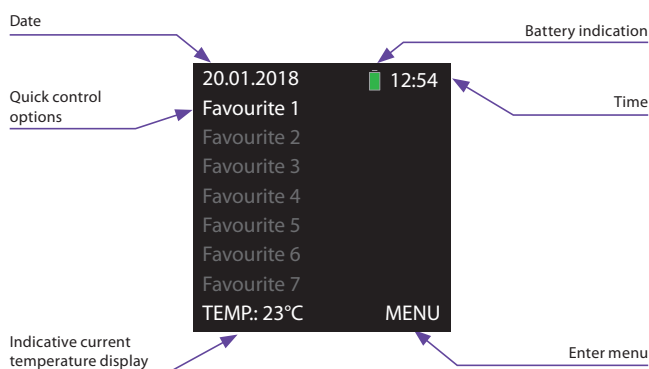 Date
Battery indication
20.01.2018 12:54
Quick control
options
Time
Favourite 1
Favourite 2
Favourite 3
Favourite 4
Favourite 5
Favourite 6
Favourite 7
TEMP.: 23°C MENU
Indicative current
temperature display
Enter menu